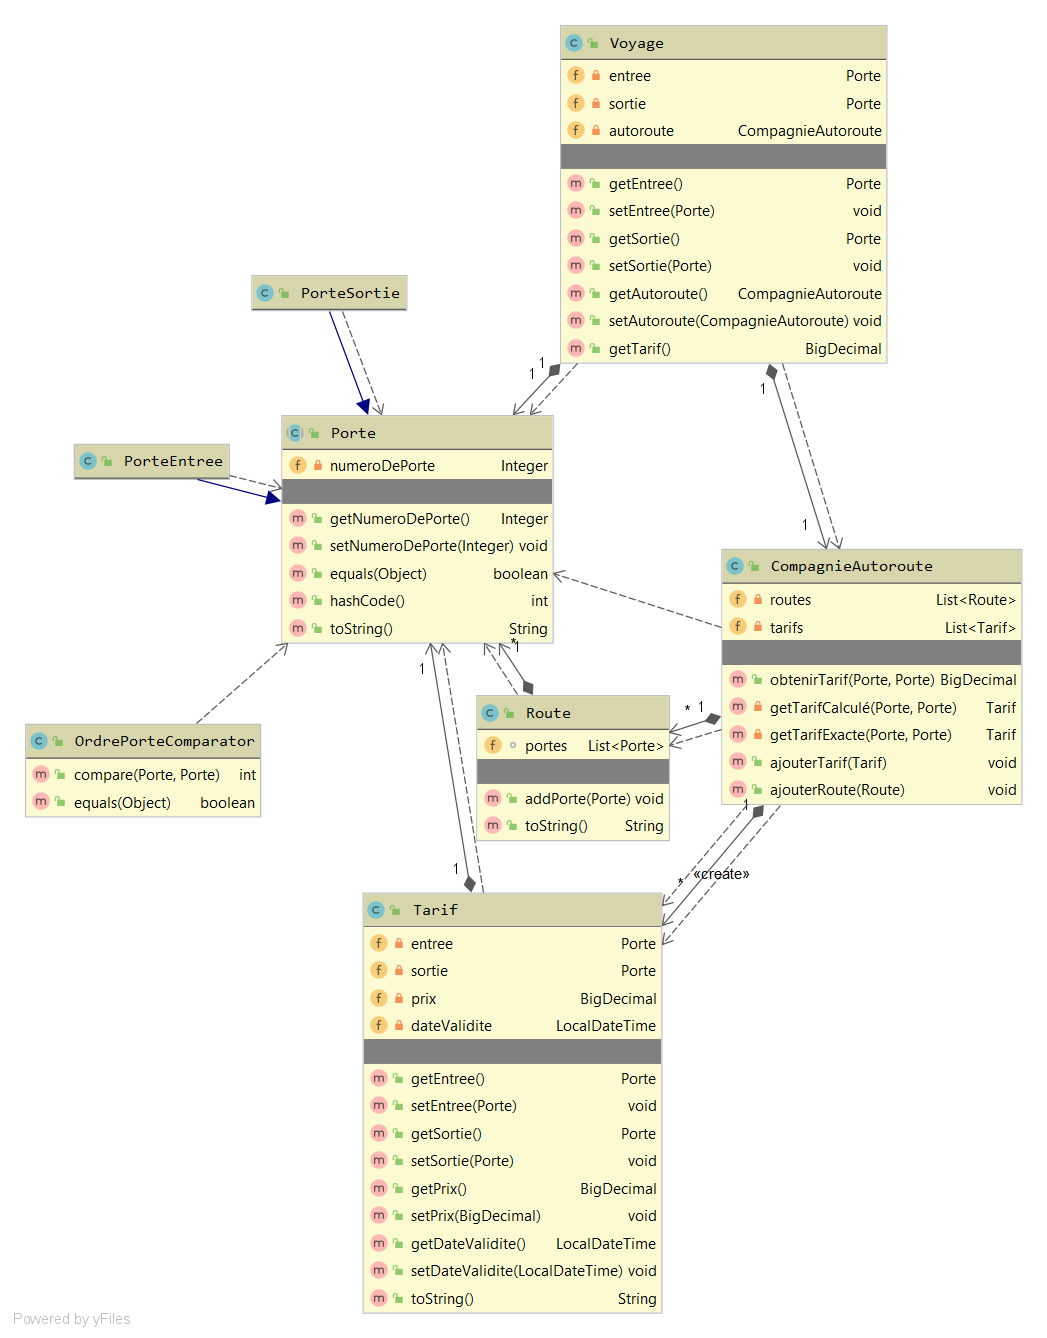 Voyage
entree Porte
sortie Porte
autoroute CompagnieAutoroute
getEntree() Porte
setEntree(Porte) void
getSortie() Porte
setSortie(Porte) void
getAutoroute() CompagnieAutoroute
setAutoroute(CompagnieAutoroute) void
getTarif() BigDecimal
PorteSortie
1
1
1
PorteEntree
Porte
numeroDePorte Integer
getNumeroDePorte() Integer
setNumeroDePorte(Integer) void
equals(Object) boolean
hashCode() int
toString() String
1
CompagnieAutoroute
routes List<Route>
tarifs List<Tarif>
obtenirTarif(Porte, Porte) BigDecimal
getTarifCalculé(Porte, Porte) Tarif
getTarifExacte(Porte, Porte) Tarif
ajouterTarif(Tarif) void
ajouterRoute(Route) void
*
1
1
* 1
Route
portes List<Porte>
addPorte(Porte) void
toString() String
OrdrePorteComparator
compare(Porte, Porte) int
equals(Object) boolean
1
1
* «create»
Tarif
entree Porte
sortie Porte
prix BigDecimal
dateValidite LocalDateTime
getEntree() Porte
setEntree(Porte) void
getSortie() Porte
setSortie(Porte) void
getPrix() BigDecimal
setPrix(BigDecimal) void
getDateValidite() LocalDateTime
setDateValidite(LocalDateTime) void
toString() String
Powered by yFiles